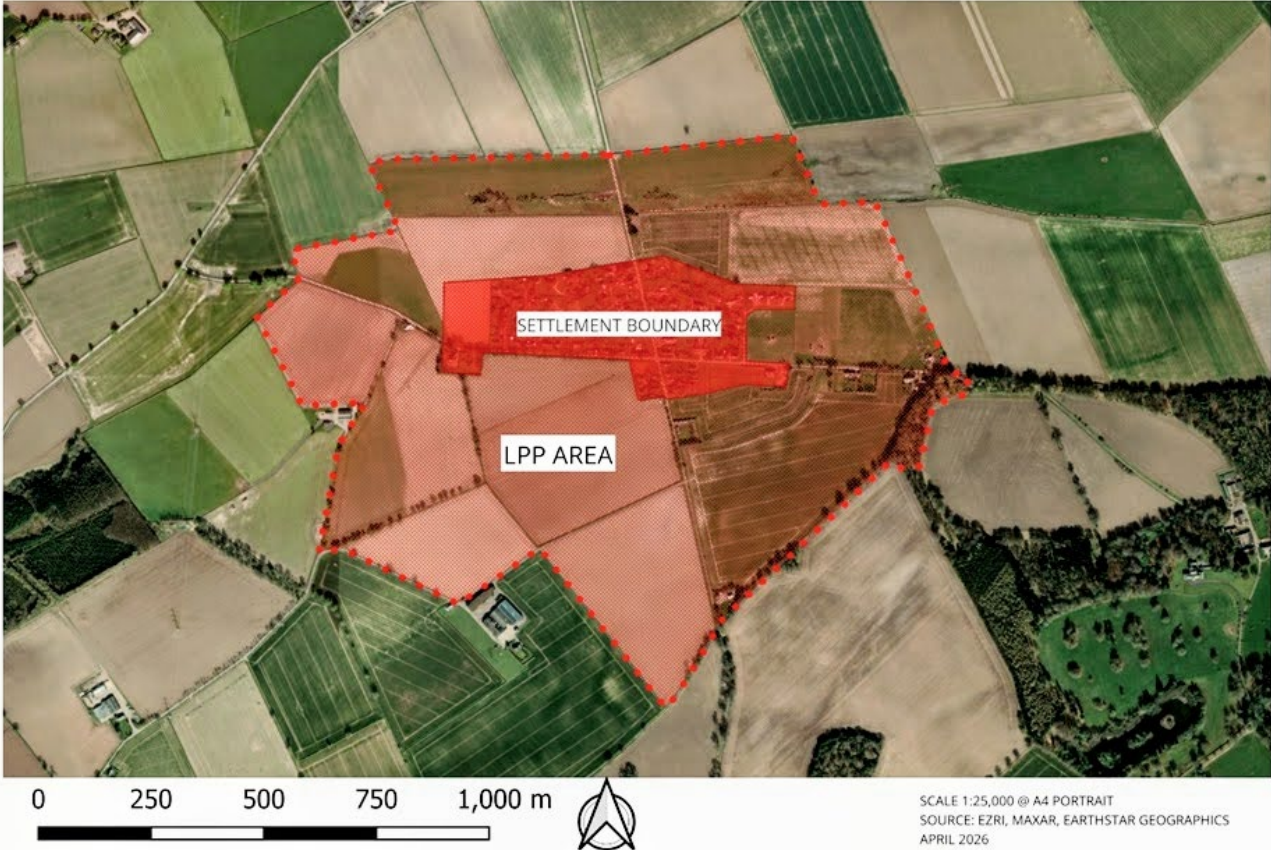 SETTLEMENT BOUNDARY
LPP AREA
0 250 500 750 1,000 m
SCALE 1:25,000 @ A4 PORTRAIT
SOURCE: EZRI, MAXAR, EARTHSTAR GEOGRAPHICS
APRIL 2026